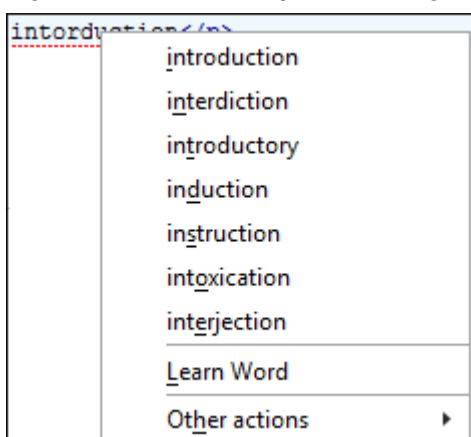 intorduction</p>
introduction
interdiction
introductory
induction
instruction
intoxication
interjection
Learn Word
Other actions